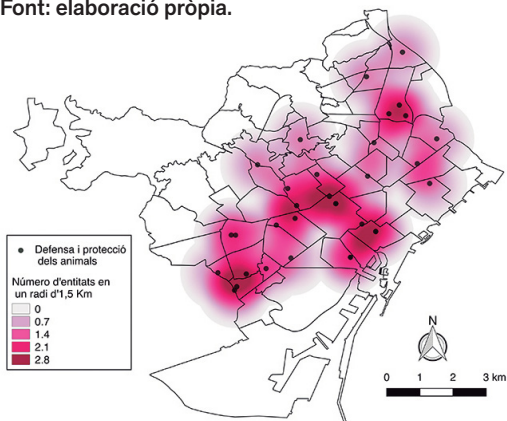 Font: elaboració pròpia.
Defensa i protecció
dels animals
Número d'entitats en
un radi d'1,5 Km
0
0.7
1.4
2.1
2.8
N
0 1 2 3 km